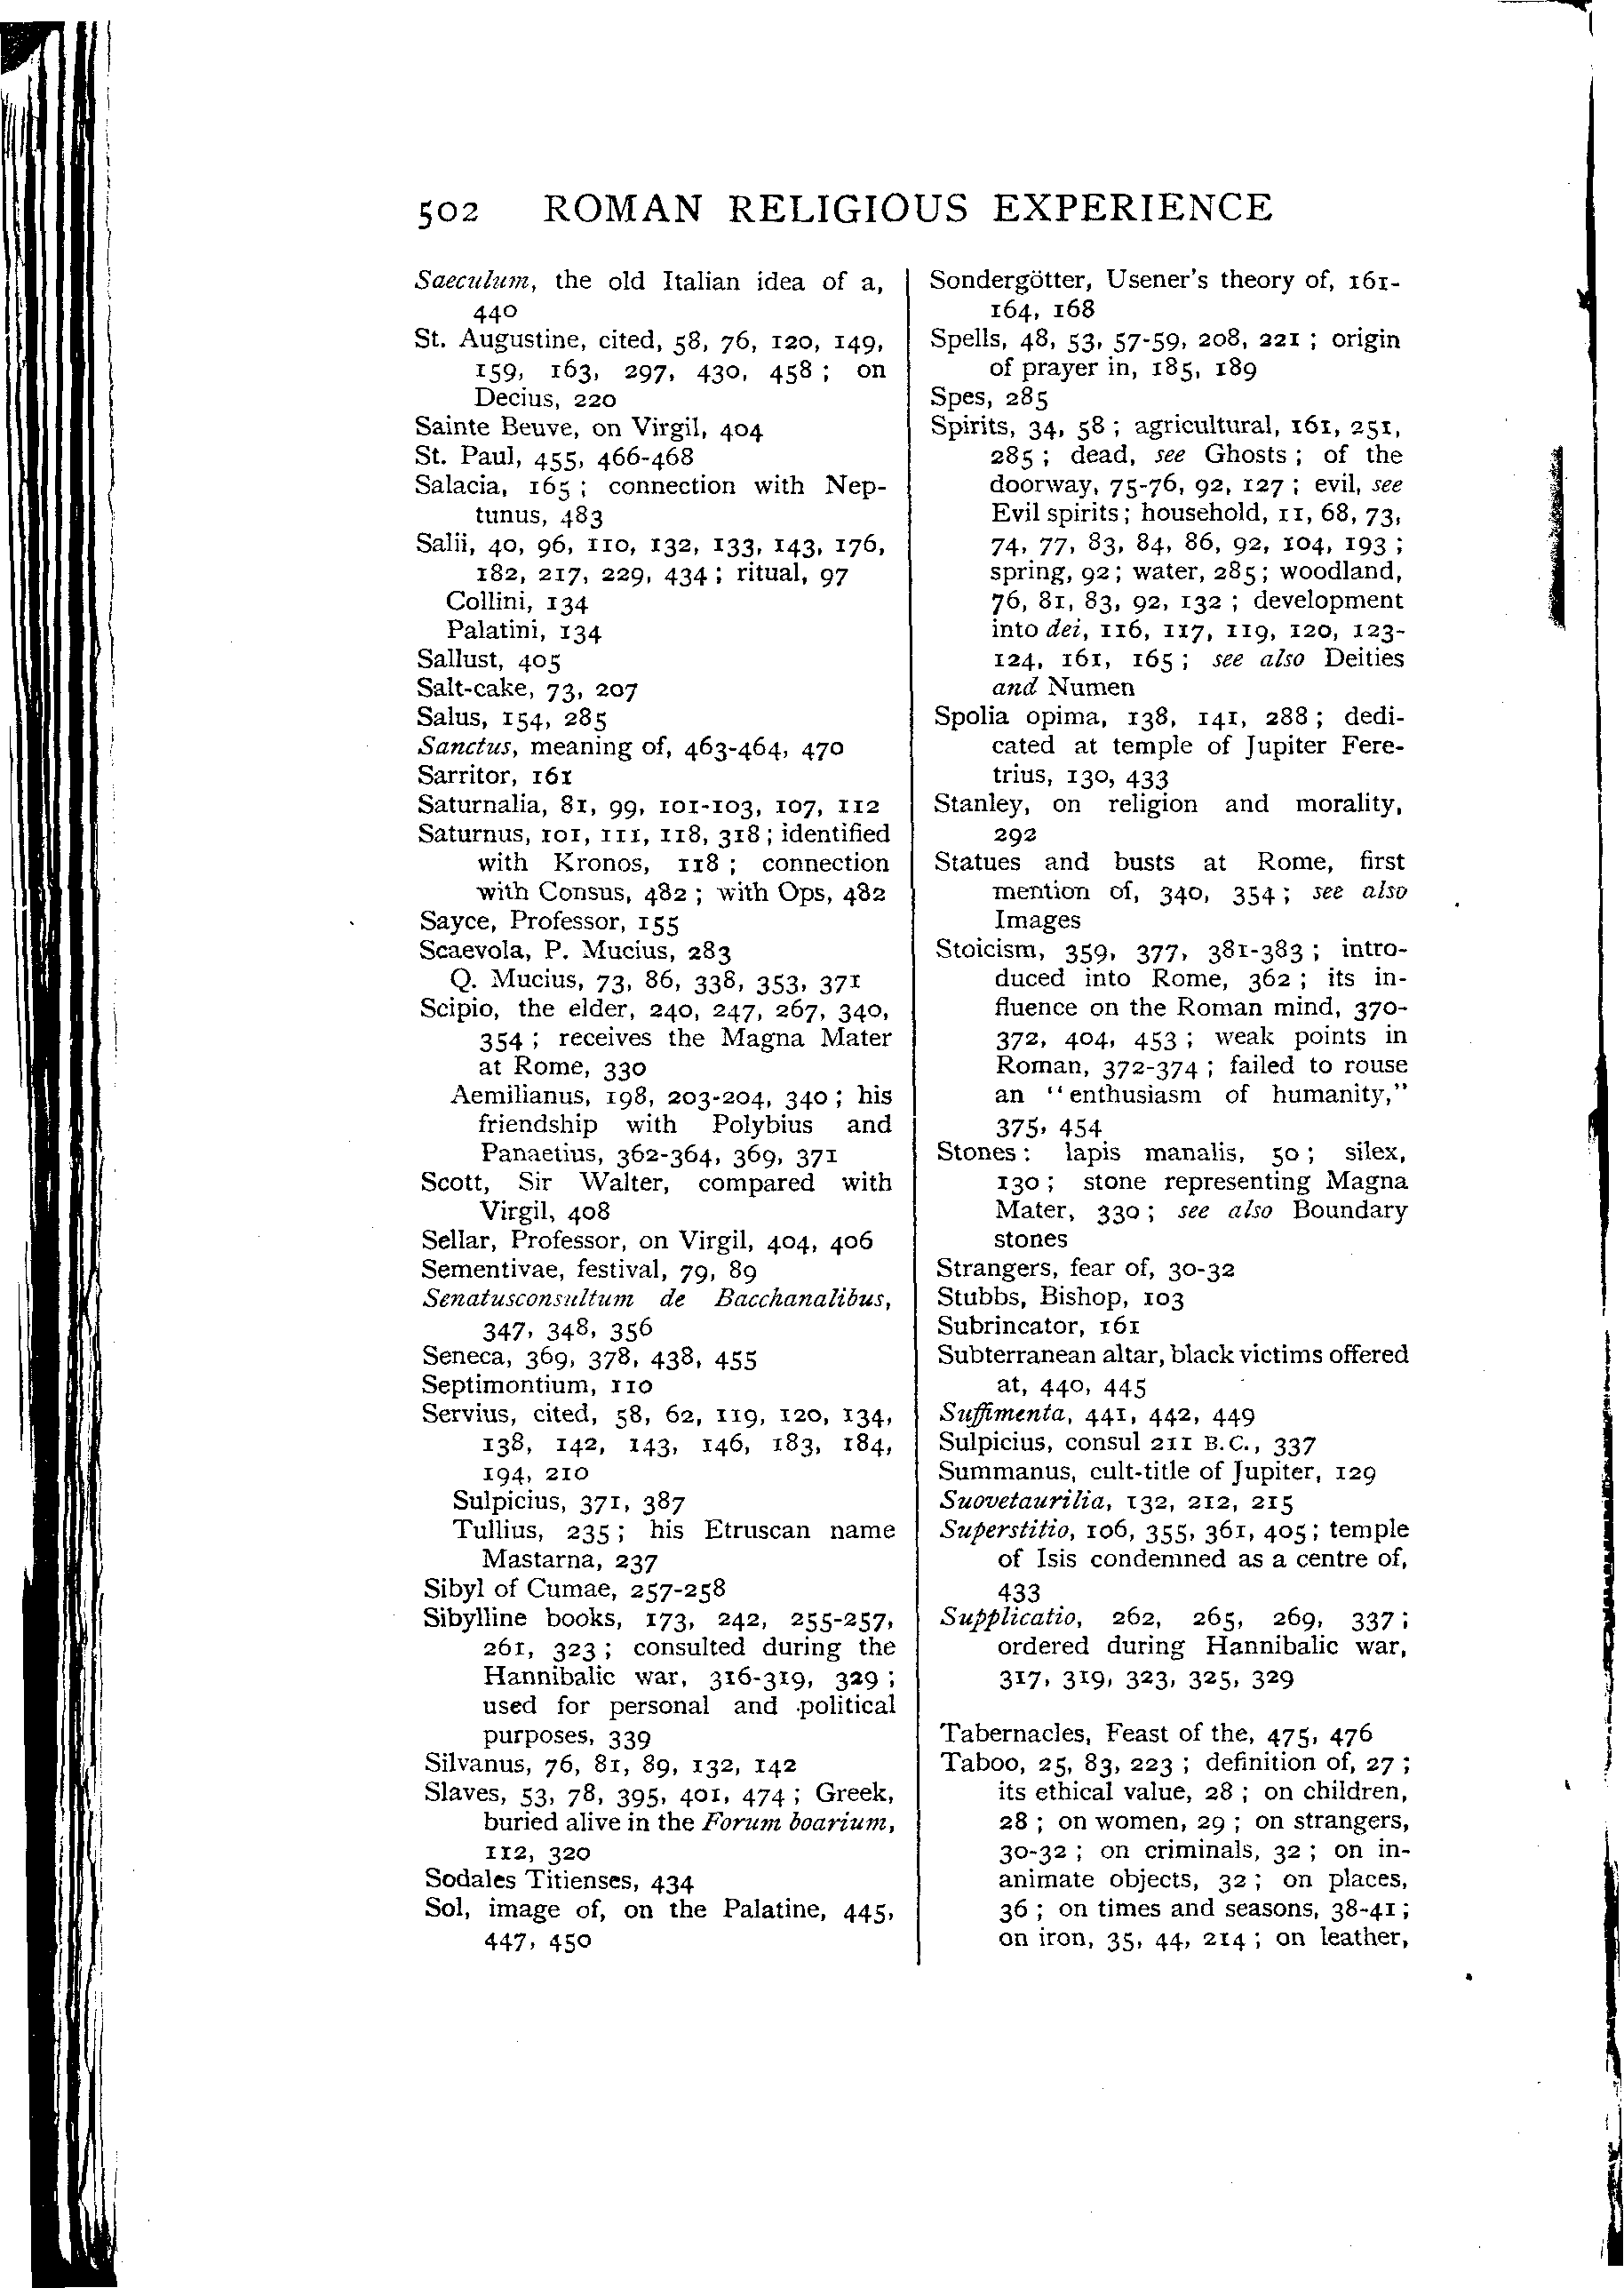 502 ROMAN RELIGIOUS EXPERIENCE
Saeculum, the old Italian idea of a,
440
St. Augustine, cited, 58, 76, 120, 149,
159, 163, 297, 430, 458 ; on
Decius, 220
Sainte Beuve, on Virgil, 404
St. Paul, 455, 466-468
Salacia, 165 ; connection with Nep-
tunus, 483
Salii, 40, 96, 110, 132, 133, 143, 176,
182, 217, 229, 434 ; ritual, 97
Collini, 134
Palatini, 134
Sallust, 405
Salt-cake, 73, 207
Salus, 154, 285
Sanctus, meaning of, 463-464, 470
Sarritor, 161
Saturnalia, 81, 99, 101-103, 107, 112
Saturnus, 101, 111, 118, 318 ; identified
with Kronos, 118 ; connection
with Consus, 482 ; with Ops, 482
Sayce, Professor, 155
Scaevola, P. Mucius, 283
Q. Mucius, 73, 86, 338, 353, 371
Scipio, the elder, 240, 247, 267, 340,
354 ; receives the Magna Mater
at Rome, 330
Aemilianus, 198, 203-204, 340 ; his
friendship with Polybius and
Panaetius, 362-364, 369, 371
Scott, Sir Walter, compared with
Virgil, 408
Sellar, Professor, on Virgil, 404, 406
Sementivae, festival, 79, 89
Senatusconsultum de Bacchanalibus,
347, 348, 356
Seneca, 369, 378, 438, 455
Septimontium, 110
Servius, cited, 58, 62, 119, 120, 134,
138, 142, 143, 146, 183, 184,
194, 210
Sulpicius, 371, 387
Tullius, 235 ; his Etruscan name
Mastarna, 237
Sibyl of Cumae, 257-258
Sibylline books, 173, 242, 255-257,
261, 323 ; consulted during the
Hannibalic war, 316-319, 329 ;
used for personal and political
purposes, 339
Silvanus, 76, 81, 89, 132, 142
Slaves, 53, 78, 395, 401, 474 ; Greek,
buried alive in the Forum boarium,
112, 320
Sodales Titienses, 434
Sol, image of, on the Palatine, 445,
447, 450
Sondergötter, Usener's theory of, 161-
164, 168
Spells, 48, 53, 57-59, 208, 221 ; origin
of prayer in, 185, 189
Spes, 285
Spirits, 34, 58 ; agricultural, 161, 251,
285 ; dead, see Ghosts ; of the
doorway, 75-76, 92, 127 ; evil, see
Evil spirits ; household, 11, 68, 73,
74, 77, 83, 84, 86, 92, 104, 193 ;
spring, 92 ; water, 285 ; woodland,
76, 81, 83, 92, 132 ; development
into dei, 116, 117, 119, 120, 123-
124, 161, 165 ; see also Deities
and Numen
Spolia opima, 138, 141, 288 ; dedi-
cated at temple of Jupiter Fere-
trius, 130, 433
Stanley, on religion and morality,
292
Statues and busts at Rome, first
mention of, 340, 354 ; see also
Images
Stoicism, 359, 377, 381-383 ; intro-
duced into Rome, 362 ; its in-
fluence on the Roman mind, 370-
372, 404, 453 ; weak points in
Roman, 372-374 ; failed to rouse
an "enthusiasm of humanity,"
375, 454
Stones : lapis manalis, 50 ; silex,
130 ; stone representing Magna
Mater, 330 ; see also Boundary
stones
Strangers, fear of, 30-32
Stubbs, Bishop, 103
Subrincator, 161
Subterranean altar, black victims offered
at, 440, 445
Suffimenta, 441, 442, 449
Sulpicius, consul 211 B.C., 337
Summanus, cult-title of Jupiter, 129
Suovetaurilia, 132, 212, 215
Superstitio, 106, 355, 361, 405 ; temple
of Isis condemned as a centre of,
433
Supplicatio, 262, 265, 269, 337 ;
ordered during Hannibalic war,
317, 319, 323, 325, 329
Tabernacles, Feast of the, 475, 476
Taboo, 25, 83, 223 ; definition of, 27 ;
its ethical value, 28 ; on children,
28 ; on women, 29 ; on strangers,
30-32 ; on criminals, 32 ; on in-
animate objects, 32 ; on places,
36 ; on times and seasons, 38-41 ;
on iron, 35, 44, 214 ; on leather,